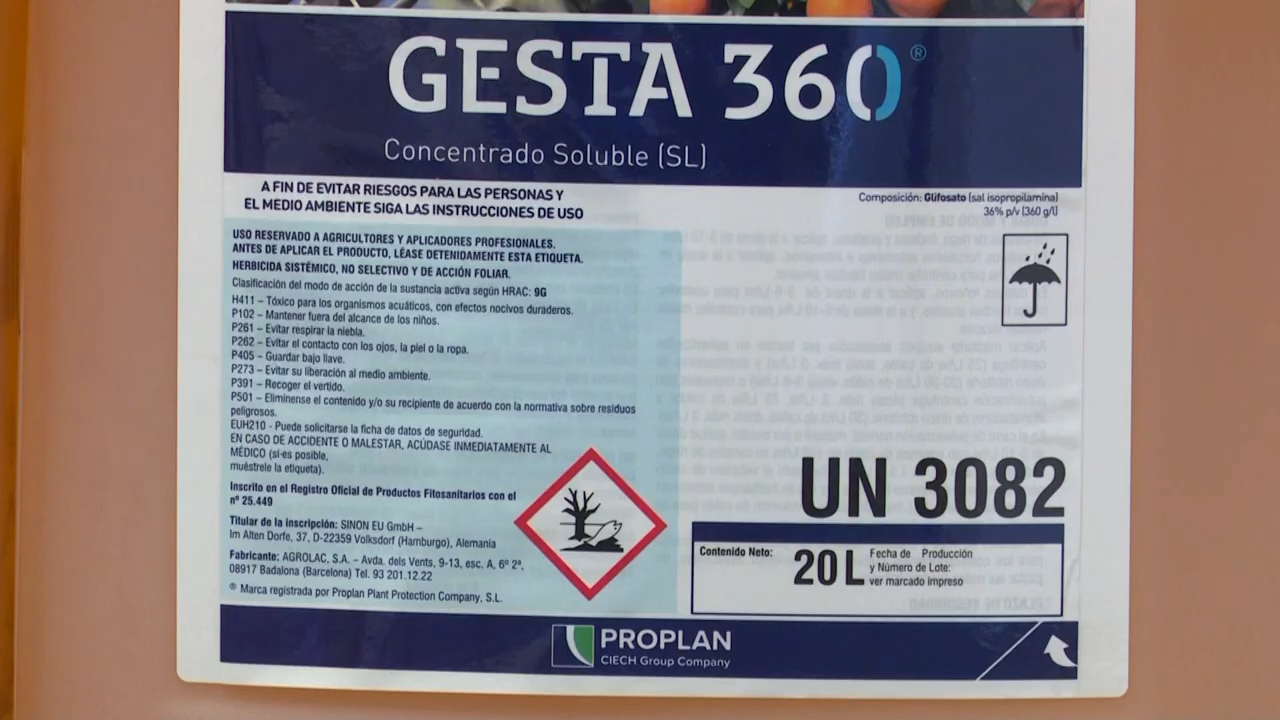 GESTA 360®
Concentrado Soluble (SL)
A FIN DE EVITAR RIESGOS PARA LAS PERSONAS Y
EL MEDIO AMBIENTE SIGA LAS INSTRUCCIONES DE USO
Composición: Glifosato (sal isopropilamina)
36% p/v (360 g/l)
USO RESERVADO A AGRICULTORES Y APLICADORES PROFESIONALES.
ANTES DE APLICAR EL PRODUCTO, LÉASE DETENIDAMENTE ESTA ETIQUETA.
HERBICIDA SISTÉMICO, NO SELECTIVO Y DE ACCIÓN FOLIAR.
Clasificación del modo de acción de la sustancia activa según HRAC: 9G
H411 – Tóxico para los organismos acuáticos, con efectos nocivos duraderos.
P102 – Mantener fuera del alcance de los niños.
P261 – Evitar respirar la niebla.
P262 – Evitar el contacto con los ojos, la piel o la ropa.
P405 – Guardar bajo llave.
P273 – Evitar su liberación al medio ambiente.
P391 – Recoger el vertido.
P501 – Elimínense el contenido y/o su recipiente de acuerdo con la normativa sobre residuos
peligrosos.
EUH210 - Puede solicitarse la ficha de datos de seguridad.
EN CASO DE ACCIDENTE O MALESTAR, ACÚDASE INMEDIATAMENTE AL
MÉDICO (si es posible,
muéstrele la etiqueta).
Inscrito en el Registro Oficial de Productos Fitosanitarios con el
nº 25.449
Titular de la inscripción: SINON EU GmbH –
Im Alten Dorfe, 37, D-22359 Volksdorf (Hamburgo), Alemania
Fabricante: AGROLAC, S.A. – Avda. dels Vents, 9-13, esc. A, 6º 2ª,
08917 Badalona (Barcelona) Tel. 93 201.12.22
® Marca registrada por Proplan Plant Protection Company, S.L.
UN 3082
Contenido Neto: 20 L
Fecha de Producción
y Número de Lote:
ver marcado impreso
PROPLAN
CIECH Group Company